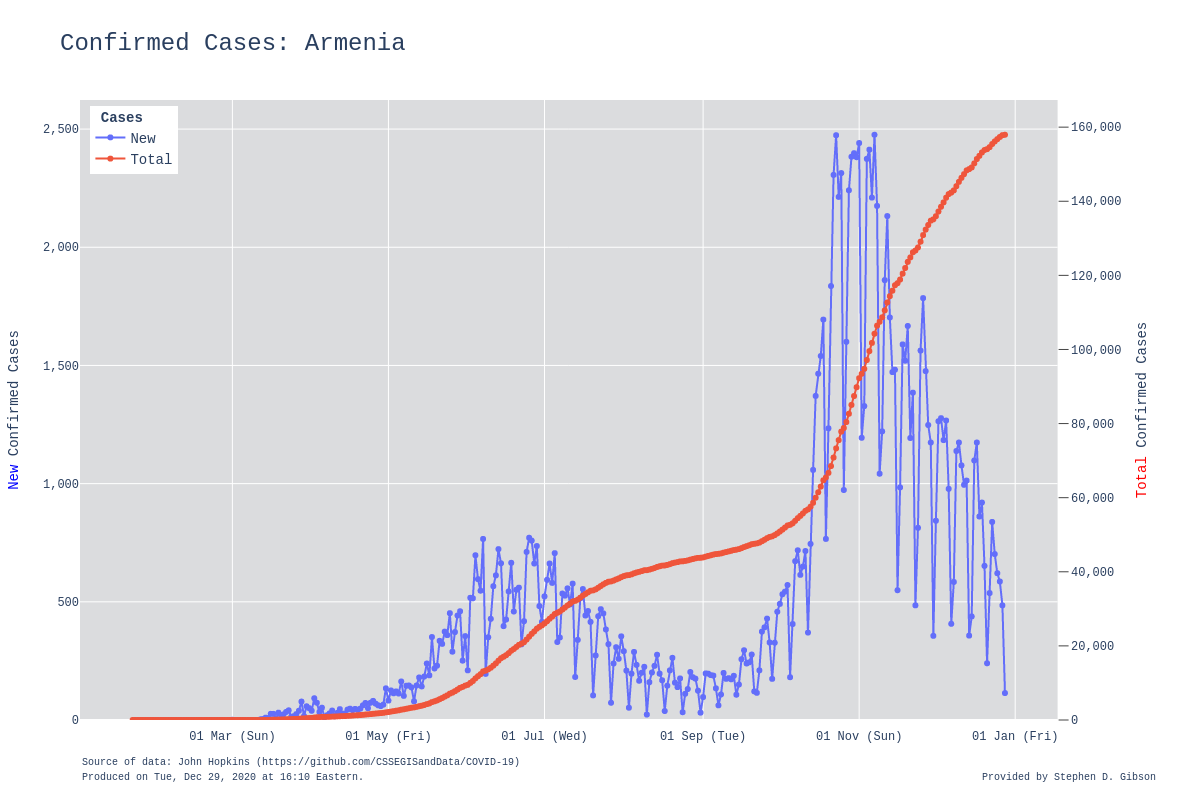 Confirmed Cases: Armenia
Cases
New
Total
2,500
2,000
1,500
1,000
500
0
160,000
140,000
120,000
100,000
80,000
60,000
40,000
20,000
0
New Confirmed Cases
Total Confirmed Cases
01 Mar (Sun)
01 May (Fri)
01 Jul (Wed)
01 Sep (Tue)
01 Nov (Sun)
01 Jan (Fri)
Source of data: John Hopkins (https://github.com/CSSEGISandData/COVID-19)
Produced on Tue, Dec 29, 2020 at 16:10 Eastern.
Provided by Stephen D. Gibson